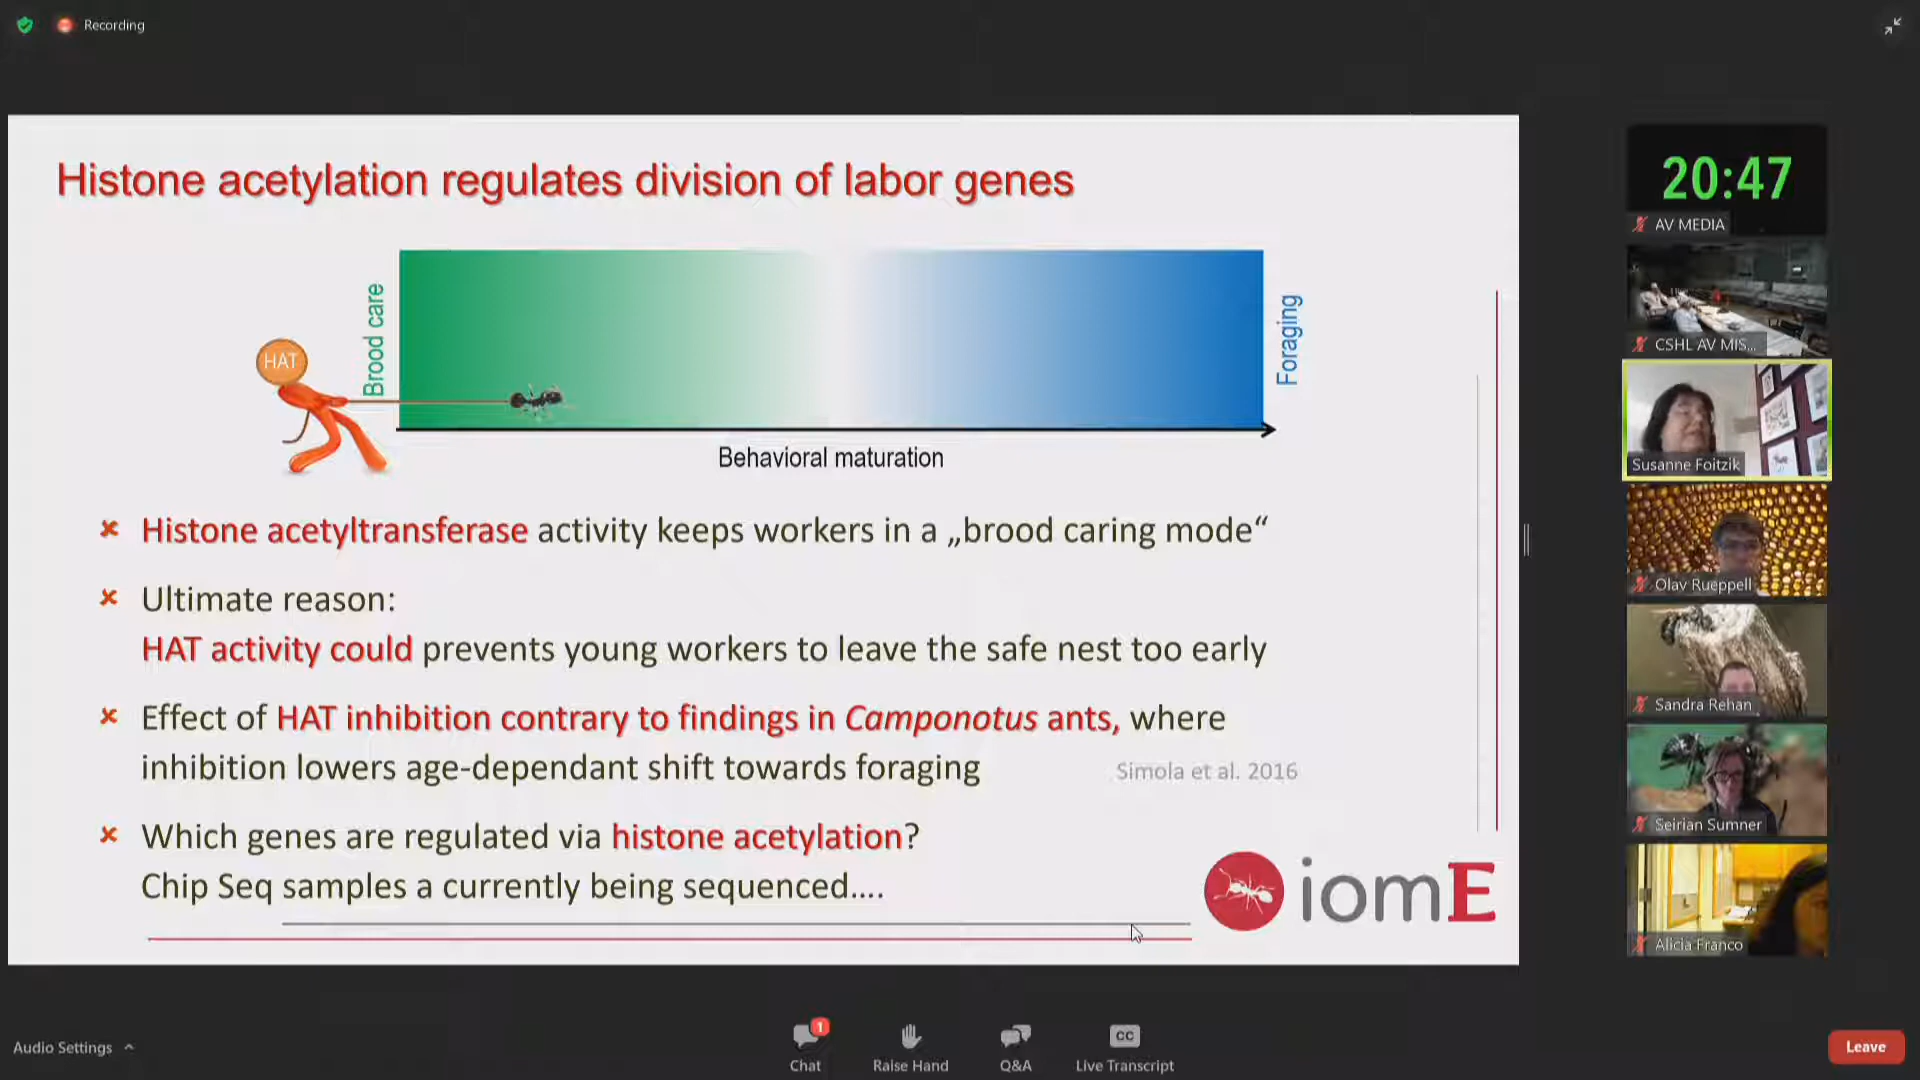 Recording
Histone acetylation regulates division of labor genes
Brood care
HAT
Foraging
Behavioral maturation
Histone acetyltransferase activity keeps workers in a „brood caring mode“
Ultimate reason:
HAT activity could prevents young workers to leave the safe nest too early
Effect of HAT inhibition contrary to findings in Camponotus ants, where
inhibition lowers age-dependant shift towards foraging
Simola et al. 2016
Which genes are regulated via histone acetylation?
Chip Seq samples a currently being sequenced....
iomE
20:47
AV MEDIA
CSHL AV MIS...
Susanne Foitzik
Olav Rueppell
Sandra Rehan
Seirian Sumner
Alicia Franco
Audio Settings
1
Chat
Raise Hand
Q&A
CC
Live Transcript
Leave